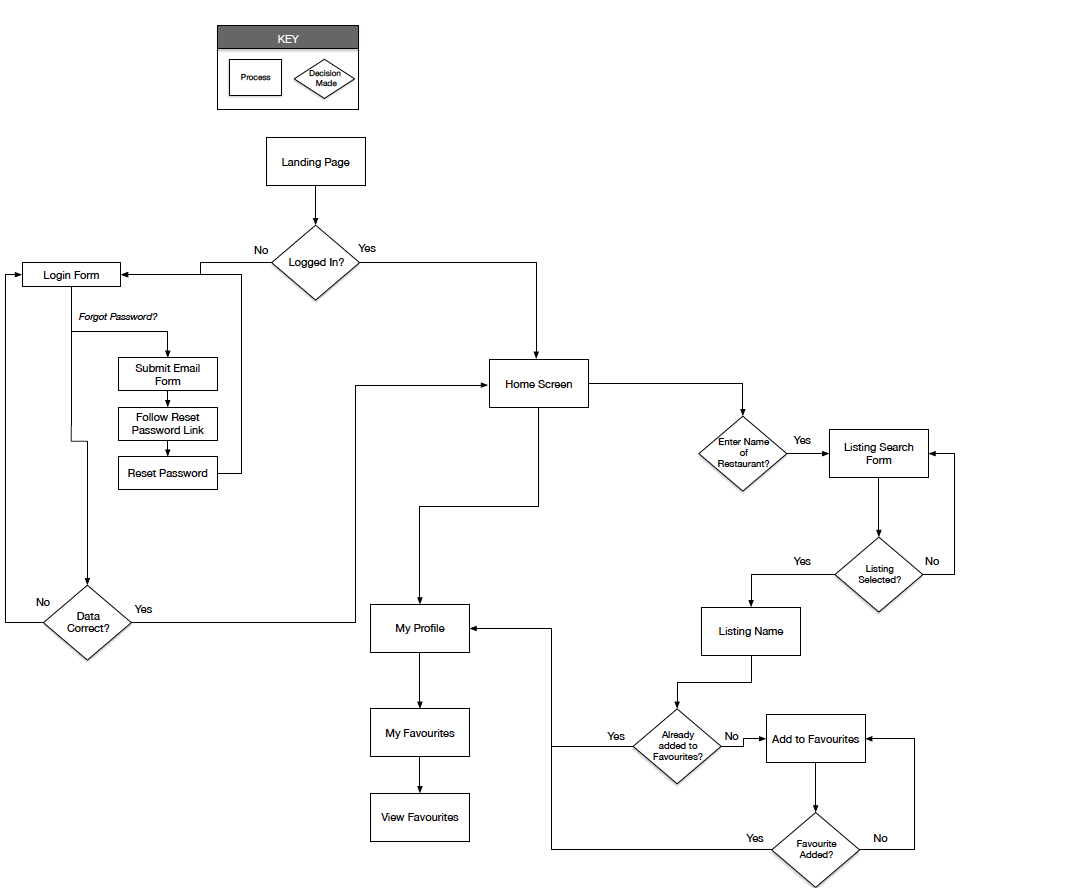 KEY
Process
Decision
Made
Landing Page
No
Yes
Logged In?
Login Form
Forgot Password?
Submit Email
Form
Follow Reset
Password Link
Reset Password
Home Screen
Enter Name
of
Restaurant?
Yes
Listing Search
Form
Yes
Listing
Selected?
No
No
Data
Correct?
Yes
My Profile
Listing Name
My Favourites
Yes
Already
added to
Favourites?
No
Add to Favourites
View Favourites
Yes
Favourite
Added?
No